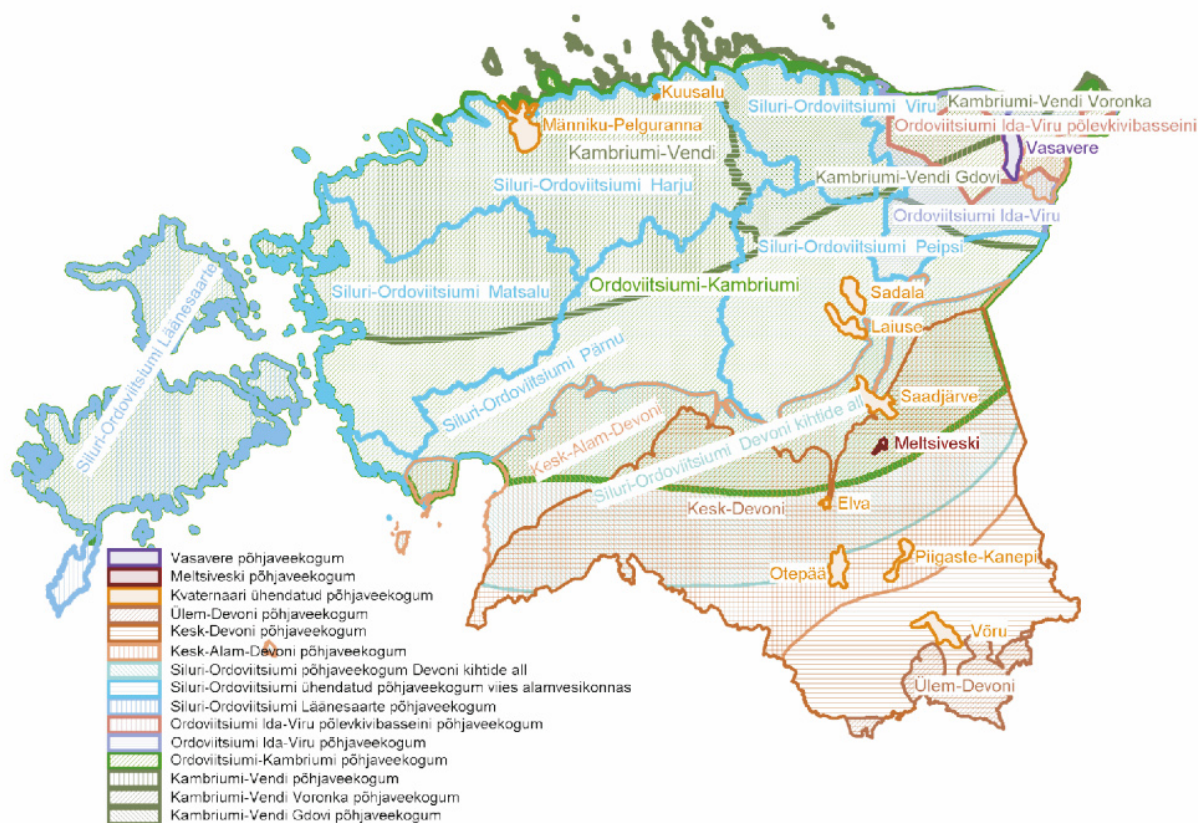 Kuusalu
Siluri-Ordoviitsiumi Viru
Kambriumi-Vendi Voronka
Männiku-Pelguranna
Ordoviitsiumi Ida-Viru põlevkivibasseini
Kambriumi-Vendi
Vasavere
Kambriumi-Vendi Gdovi
Siluri-Ordoviitsiumi Harju
Ordoviitsiumi Ida-Viru
Siluri-Ordoviitsiumi Peipsi
Siluri-Ordoviitsiumi Läänesaarte
Siluri-Ordoviitsiumi Matsalu
Ordoviitsiumi-Kambriumi
Sadala
Laiuse
Siluri-Ordoviitsiumi Pärnu
Saadjärve
Kesk-Alam-Devoni
Siluri-Ordoviitsiumi Devoni kihtide all
Meltsiveski
Kesk-Devoni
Elva
Otepää
Piigaste-Kanepi
Võru
Ülem-Devoni
Vasavere põhjaveekogum
Meltsiveski põhjaveekogum
Kvaternaari ühendatud põhjaveekogum
Ülem-Devoni põhjaveekogum
Kesk-Devoni põhjaveekogum
Kesk-Alam-Devoni põhjaveekogum
Siluri-Ordoviitsiumi põhjaveekogum Devoni kihtide all
Siluri-Ordoviitsiumi ühendatud põhjaveekogum viies alamvesikonnas
Siluri-Ordoviitsiumi Läänesaarte põhjaveekogum
Ordoviitsiumi Ida-Viru põlevkivibasseini põhjaveekogum
Ordoviitsiumi Ida-Viru põhjaveekogum
Ordoviitsiumi-Kambriumi põhjaveekogum
Kambriumi-Vendi põhjaveekogum
Kambriumi-Vendi Voronka põhjaveekogum
Kambriumi-Vendi Gdovi põhjaveekogum